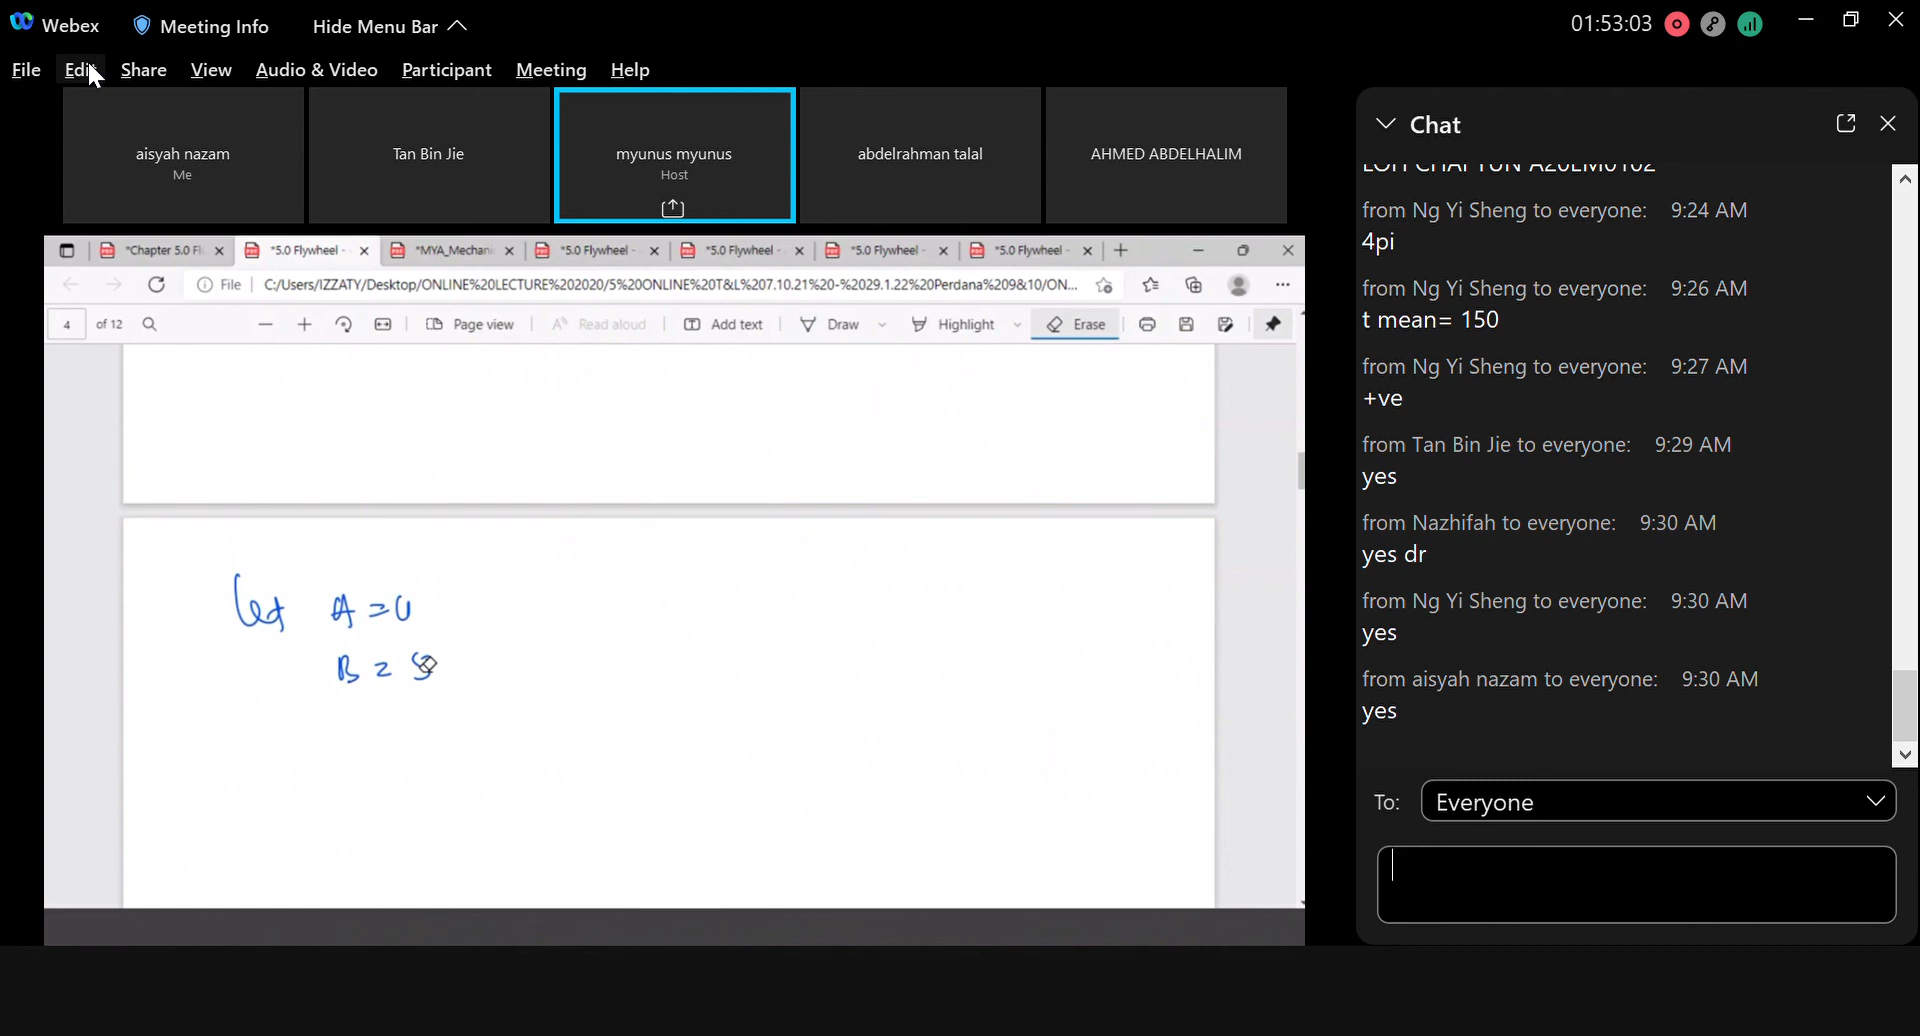 Webex
Meeting Info
Hide Menu Bar
01:53:03
File
Edit
Share
View
Audio & Video
Participant
Meeting
Help
aisyah nazam
Me
Tan Bin Jie
myunus myunus
Host
abdelrahman talal
AHMED ABDELHALIM
*Chapter 5.0 Fl
*5.0 Flywheel -
*MYA_Mechani
*5.0 Flywheel -
*5.0 Flywheel -
*5.0 Flywheel -
*5.0 Flywheel -
File
C:/Users/IZZATY/Desktop/ONLINE%20LECTURE%202020/5%20ONLINE%20T&L%207.10.21%20-%2029.1.22%20Perdana%209&10/ON...
4 of 12
Page view
Read aloud
Add text
Draw
Highlight
Erase
Let A = 0
B =
Chat
from Ng Yi Sheng to everyone: 9:24 AM
4pi
from Ng Yi Sheng to everyone: 9:26 AM
t mean= 150
from Ng Yi Sheng to everyone: 9:27 AM
+ve
from Tan Bin Jie to everyone: 9:29 AM
yes
from Nazhifah to everyone: 9:30 AM
yes dr
from Ng Yi Sheng to everyone: 9:30 AM
yes
from aisyah nazam to everyone: 9:30 AM
yes
To:
Everyone